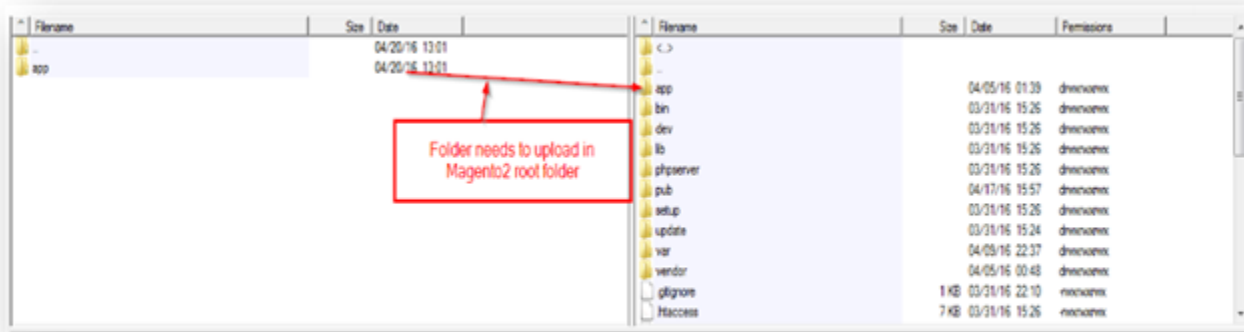 ^ Filename Size Date
..  04/20/16 13:01
app 04/20/16 13:01
Folder needs to upload in
Magento2 root folder
^ Filename Size Date Permissions
<.>
..
app 04/05/16 01:39
bin 03/31/16 15:26
dev 03/31/16 15:26
lib 03/31/16 15:26
phpserver 03/31/16 15:26
pub 04/17/16 15:57
setup 03/31/16 15:26
update 03/31/16 15:24
var 04/09/16 22:37
vendor 04/05/16 00:48
.gitignore 1 KB 03/31/16 22:10
.htaccess 7 KB 03/31/16 15:26